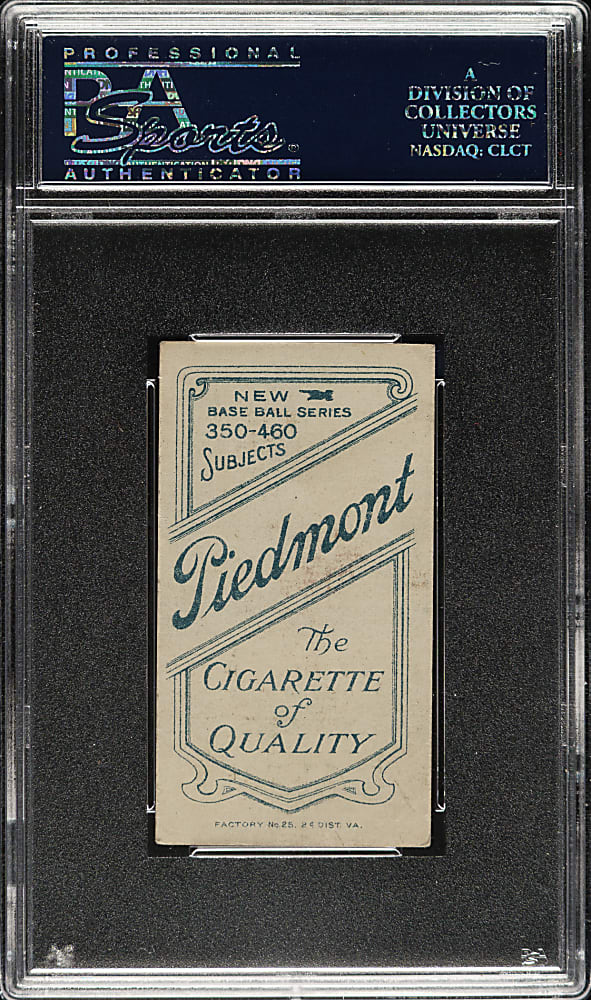 PROFESSIONAL
PSA
Sports
AUTHENTICATOR
A
DIVISION OF
COLLECTORS
UNIVERSE
NASDAQ: CLCT
NEW
BASE BALL SERIES
350-460
SUBJECTS
Piedmont
The
CIGARETTE
of
QUALITY
FACTORY No. 25, 2d DIST. VA.